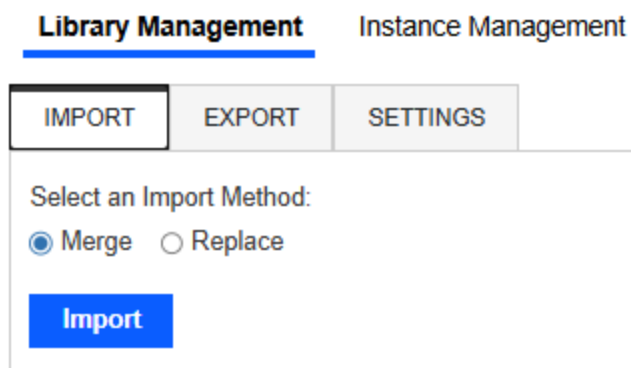 Library Management Instance Management
IMPORT EXPORT SETTINGS
Select an Import Method:
Merge Replace
Import